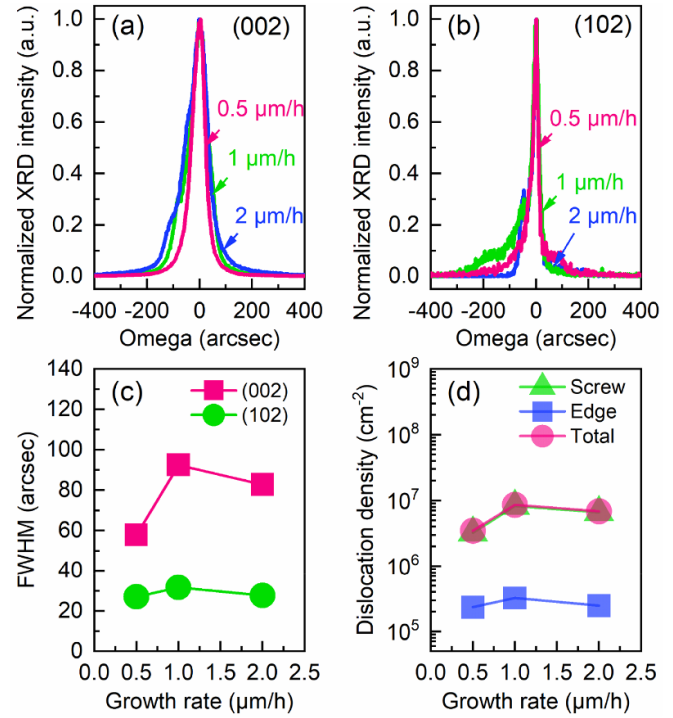 (a) (002)
0.5 µm/h
1 µm/h
2 µm/h
Normalized XRD intensity (a.u.)
1.0
0.8
0.6
0.4
0.2
0.0
-400 -200 0 200 400
Omega (arcsec)
(b) (102)
0.5 µm/h
1 µm/h
2 µm/h
Normalized XRD intensity (a.u.)
1.0
0.8
0.6
0.4
0.2
0.0
-400 -200 0 200 400
Omega (arcsec)
(c)
(002)
(102)
FWHM (arcsec)
140
120
100
80
60
40
20
0
0.0 0.5 1.0 1.5 2.0 2.5
Growth rate (µm/h)
(d)
Screw
Edge
Total
Dislocation density (cm⁻²)
10⁹
10⁸
10⁷
10⁶
10⁵
0.0 0.5 1.0 1.5 2.0 2.5
Growth rate (µm/h)